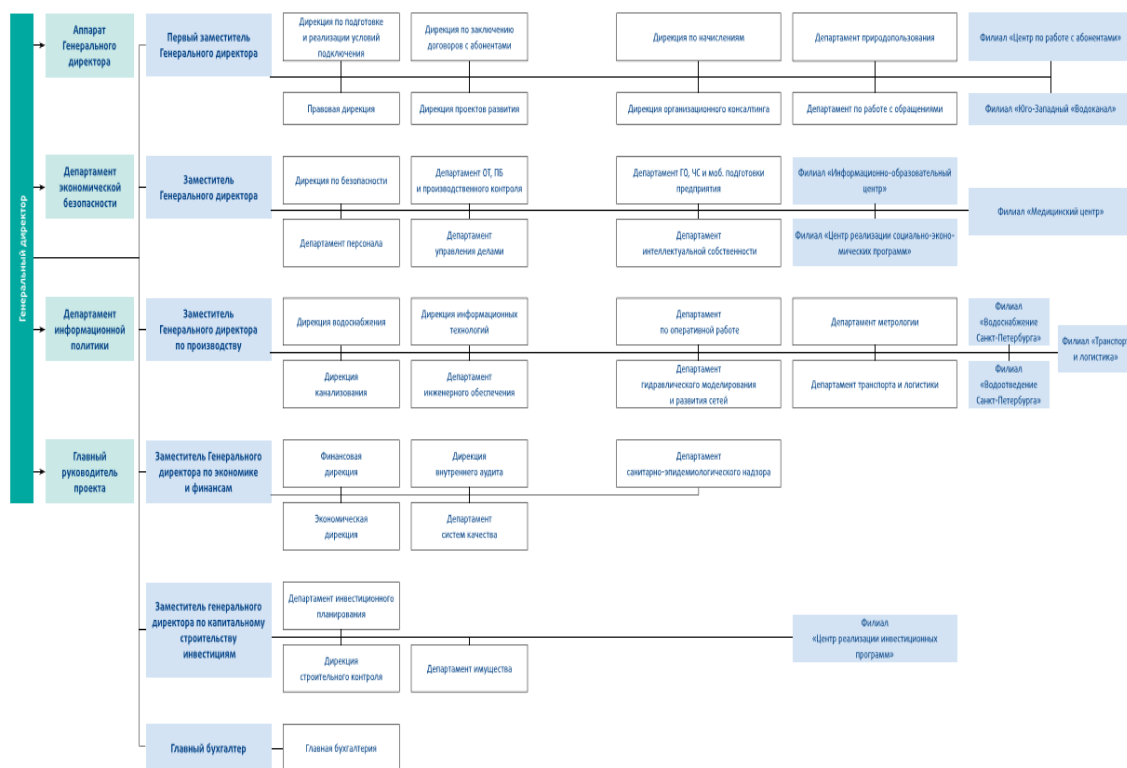 Генеральный директор
Аппарат
Генерального
директора
Департамент
экономической
безопасности
Департамент
информационной
политики
Главный
руководитель
проекта
Первый заместитель
Генерального директора
Дирекция по подготовке
и реализации условий
подключения
Дирекция по заключению
договоров с абонентами
Дирекция по начислениям
Департамент природопользования
Филиал «Центр по работе с абонентами»
Правовая дирекция
Дирекция проектов развития
Дирекция организационного консалтинга
Департамент по работе с обращениями
Филиал «Юго-Западный «Водоканал»
Заместитель
Генерального директора
Дирекция по безопасности
Департамент ОТ, ПБ
и производственного контроля
Департамент ГО, ЧС и моб. подготовки
предприятия
Филиал «Информационно-образовательный
центр»
Филиал «Медицинский центр»
Департамент персонала
Департамент
управления делами
Департамент
интеллектуальной собственности
Филиал «Центр реализации социально-эконо-
мических программ»
Заместитель
Генерального директора
по производству
Дирекция водоснабжения
Дирекция информационных
технологий
Департамент
по оперативной работе
Департамент метрологии
Филиал
«Водоснабжение
Санкт-Петербурга»
Филиал «Транспорт
и логистика»
Дирекция
канализования
Департамент
инженерного обеспечения
Департамент
гидравлического моделирования
и развития сетей
Департамент транспорта и логистики
Филиал
«Водоотведение
Санкт-Петербурга»
Заместитель Генерального
директора по экономике
и финансам
Финансовая
дирекция
Дирекция
внутреннего аудита
Департамент
санитарно-эпидемиологического надзора
Экономическая
дирекция
Департамент
систем качества
Заместитель генерального
директора по капитальному
строительству
инвестициям
Департамент инвестиционного
планирования
Филиал
«Центр реализации инвестиционных
программ»
Дирекция
строительного контроля
Департамент имущества
Главный бухгалтер
Главная бухгалтерия